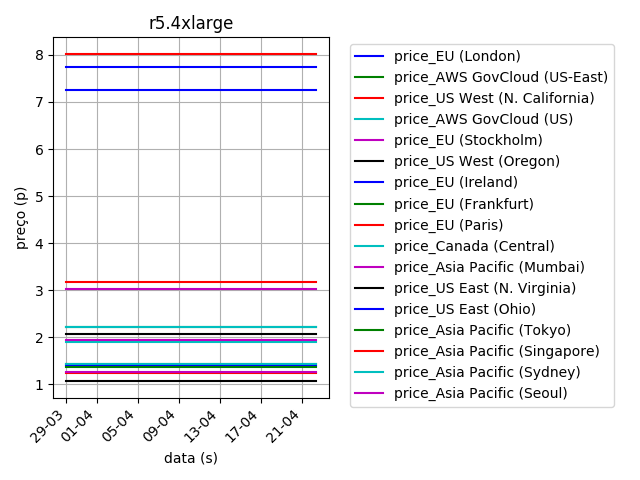 r5.4xlarge
8
7
6
5
4
3
2
1
preço (p)
29-03
01-04
05-04
09-04
13-04
17-04
21-04
data (s)
price_EU (London)
price_AWS GovCloud (US-East)
price_US West (N. California)
price_AWS GovCloud (US)
price_EU (Stockholm)
price_US West (Oregon)
price_EU (Ireland)
price_EU (Frankfurt)
price_EU (Paris)
price_Canada (Central)
price_Asia Pacific (Mumbai)
price_US East (N. Virginia)
price_US East (Ohio)
price_Asia Pacific (Tokyo)
price_Asia Pacific (Singapore)
price_Asia Pacific (Sydney)
price_Asia Pacific (Seoul)